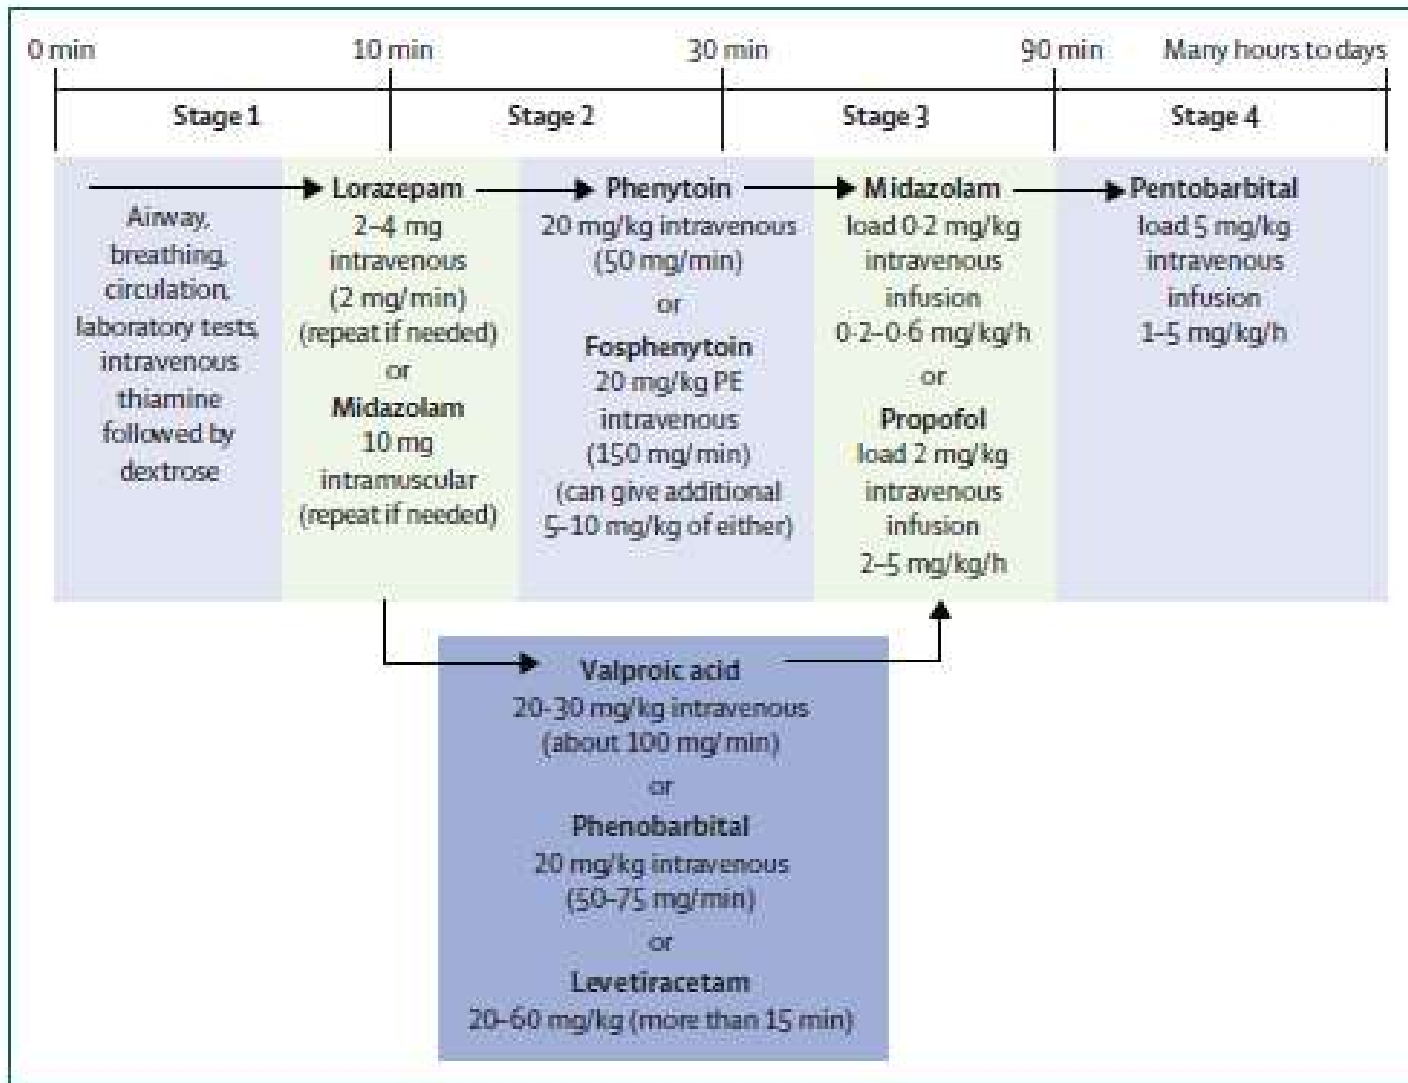 0 min 10 min 30 min 90 min Many hours to days
Stage 1 Stage 2 Stage 3 Stage 4
Airway,
breathing,
circulation,
laboratory tests,
intravenous
thiamine
followed by
dextrose
Lorazepam
2–4 mg
intravenous
(2 mg/min)
(repeat if needed)
or
Midazolam
10 mg
intramuscular
(repeat if needed)
Phenytoin
20 mg/kg intravenous
(50 mg/min)
or
Fosphenytoin
20 mg/kg PE
intravenous
(150 mg/min)
(can give additional
5–10 mg/kg of either)
Midazolam
load 0·2 mg/kg
intravenous
infusion
0·2–0·6 mg/kg/h
or
Propofol
load 2 mg/kg
intravenous
infusion
2–5 mg/kg/h
Pentobarbital
load 5 mg/kg
intravenous
infusion
1–5 mg/kg/h
Valproic acid
20-30 mg/kg intravenous
(about 100 mg/min)
or
Phenobarbital
20 mg/kg intravenous
(50–75 mg/min)
or
Levetiracetam
20–60 mg/kg (more than 15 min)